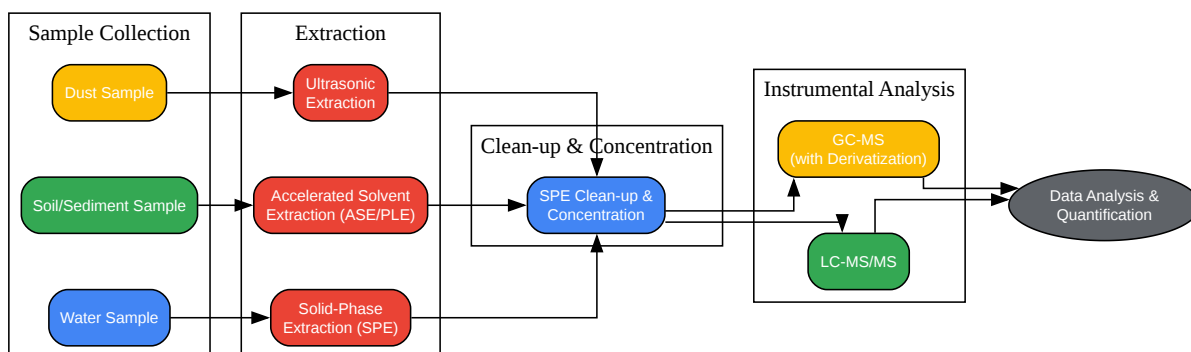 Sample Collection
Dust Sample
Soil/Sediment Sample
Water Sample
Extraction
Ultrasonic
Extraction
Accelerated Solvent
Extraction (ASE/PLE)
Solid-Phase
Extraction (SPE)
Clean-up & Concentration
SPE Clean-up &
Concentration
Instrumental Analysis
GC-MS
(with Derivatization)
LC-MS/MS
Data Analysis &
Quantification